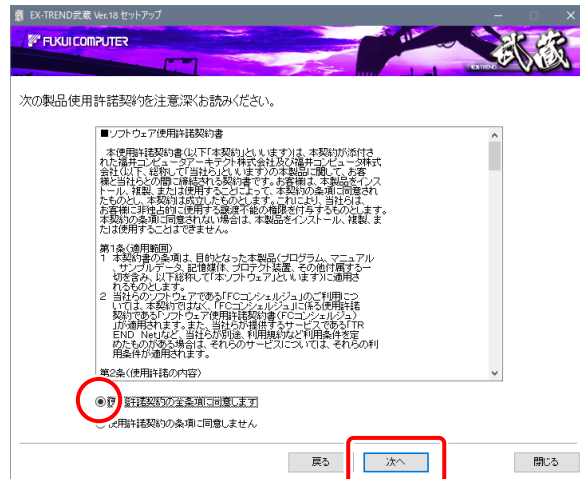 EX-TREND武蔵 Ver.18 セットアップ
FUKUI COMPUTER
EX-TREND
武蔵
次の製品使用許諾契約を注意深くお読みください。
■ソフトウェア使用許諾契約書
本使用許諾契約書(以下「本契約」といいます)は、本契約が添付さ
れた福井コンピュータアーキテクト株式会社及び福井コンピュータ株式
会社(以下、総称して「当社ら」といいます)の本製品に関して、お客
様と当社らとの間に締結される契約書です。お客様は、本製品をインス
トール、複製、または使用することによって、本契約の条項に同意され
たものとし、本契約は成立したものとします。これにより、当社らは、
お客様に非独占的に使用する譲渡不能の権限を付与するものとします。
本契約の条項に同意されない場合は、本製品をインストール、複製、ま
たは使用することはできません。
第1条(適用範囲)
1 本契約書の条項は、目的となった本製品(プログラム、マニュアル
、サンプルデータ、記憶媒体、プロテクト装置、その他付属する一
切を含み、以下総称して「本ソフトウェア」といいます)に適用さ
れるものとします。
2 当社らのソフトウェアである「FCコンシェルジュ」のご利用につ
いては、本契約ではなく、「FCコンシェルジュ」に係る使用許諾
契約である「ソフトウェア使用許諾契約書(FCコンシェルジュ)
」が適用されます。また、当社らが提供するサービスである「TR
END Net」など、当社らが別途、利用規約など利用条件を定
めたものがある場合は、それらのサービスについては、それらの利
用条件が適用されます。
第2条(使用許諾の内容)
許諾契約の全条項に同意します
使用許諾契約の条項に同意しません
戻る
次へ
閉じる